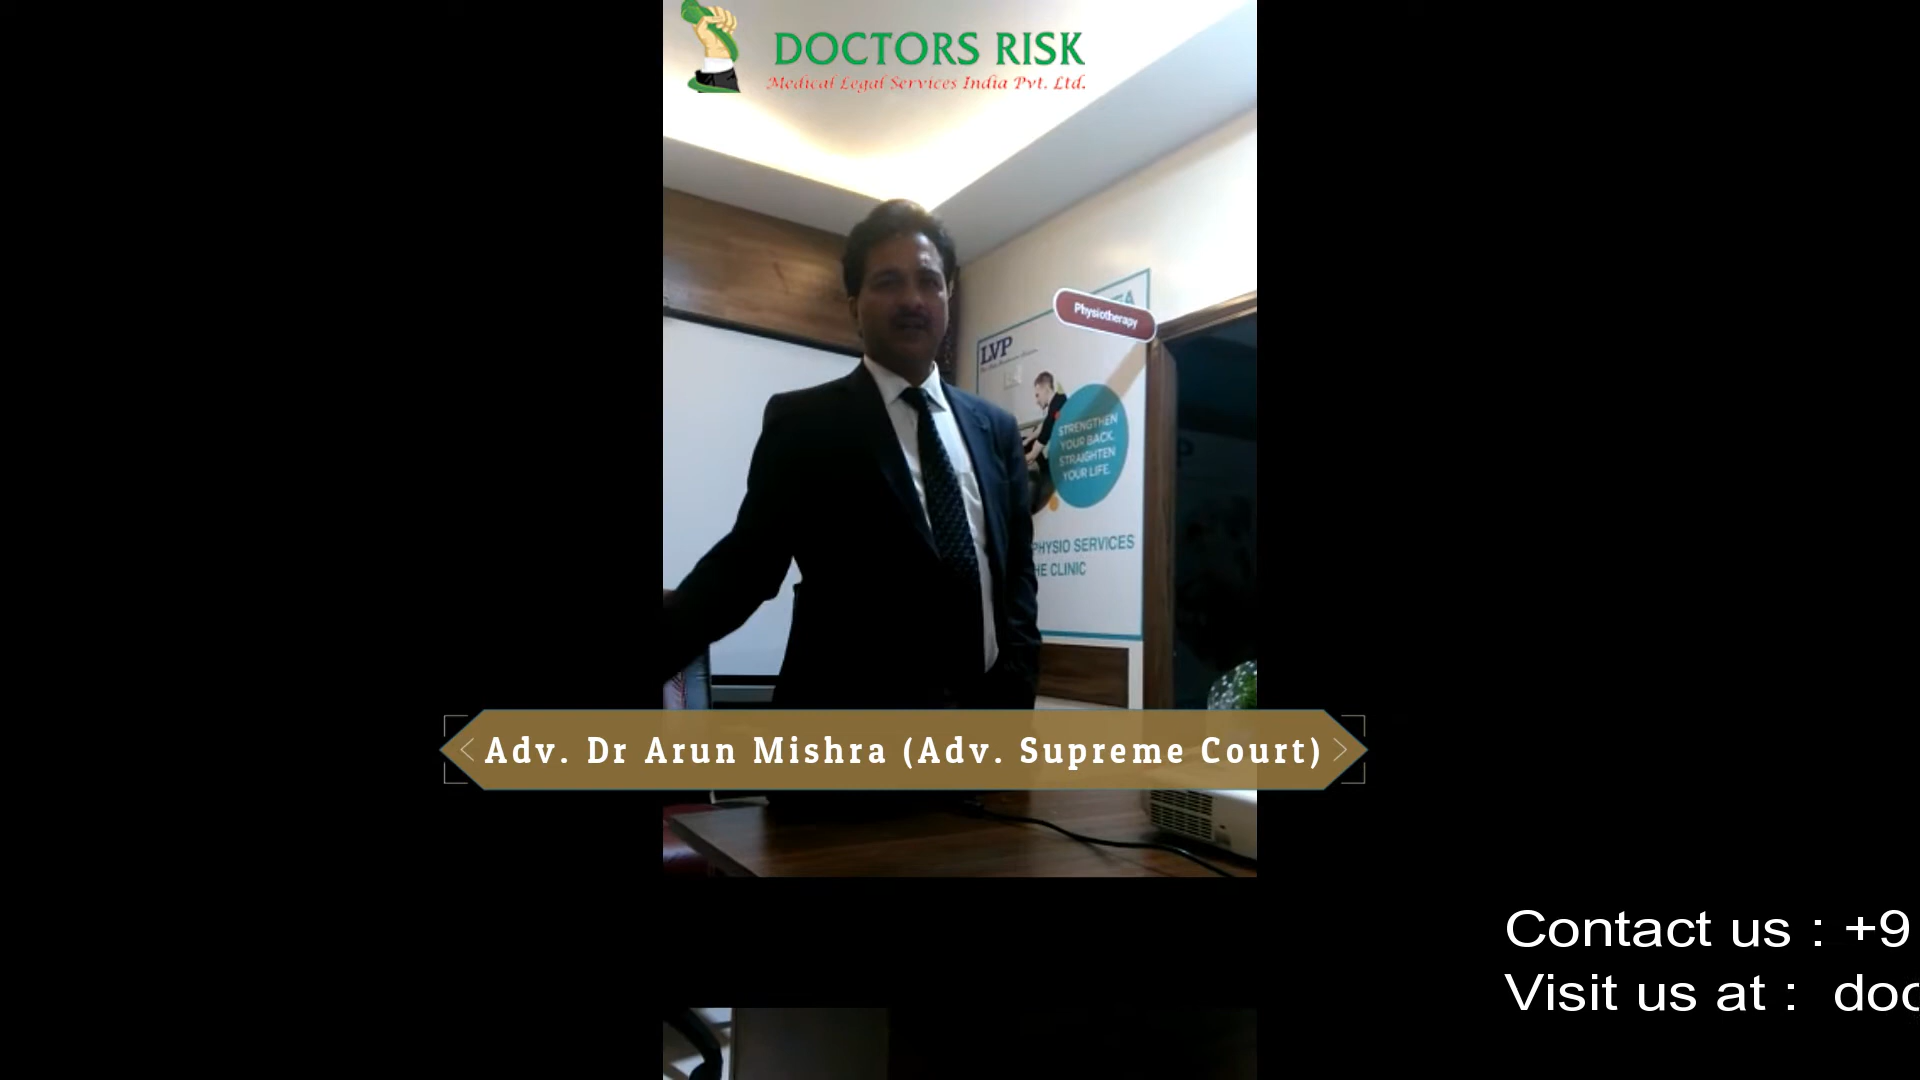 DOCTORS RISK
Medical Legal Services India Pvt. Ltd.
Physiotherapy
LVP
STRENGTHEN
YOUR BACK.
STRAIGHTEN
YOUR LIFE.
PHYSIO SERVICES
HE CLINIC
Adv. Dr Arun Mishra (Adv. Supreme Court)
Contact us : +9
Visit us at : doc